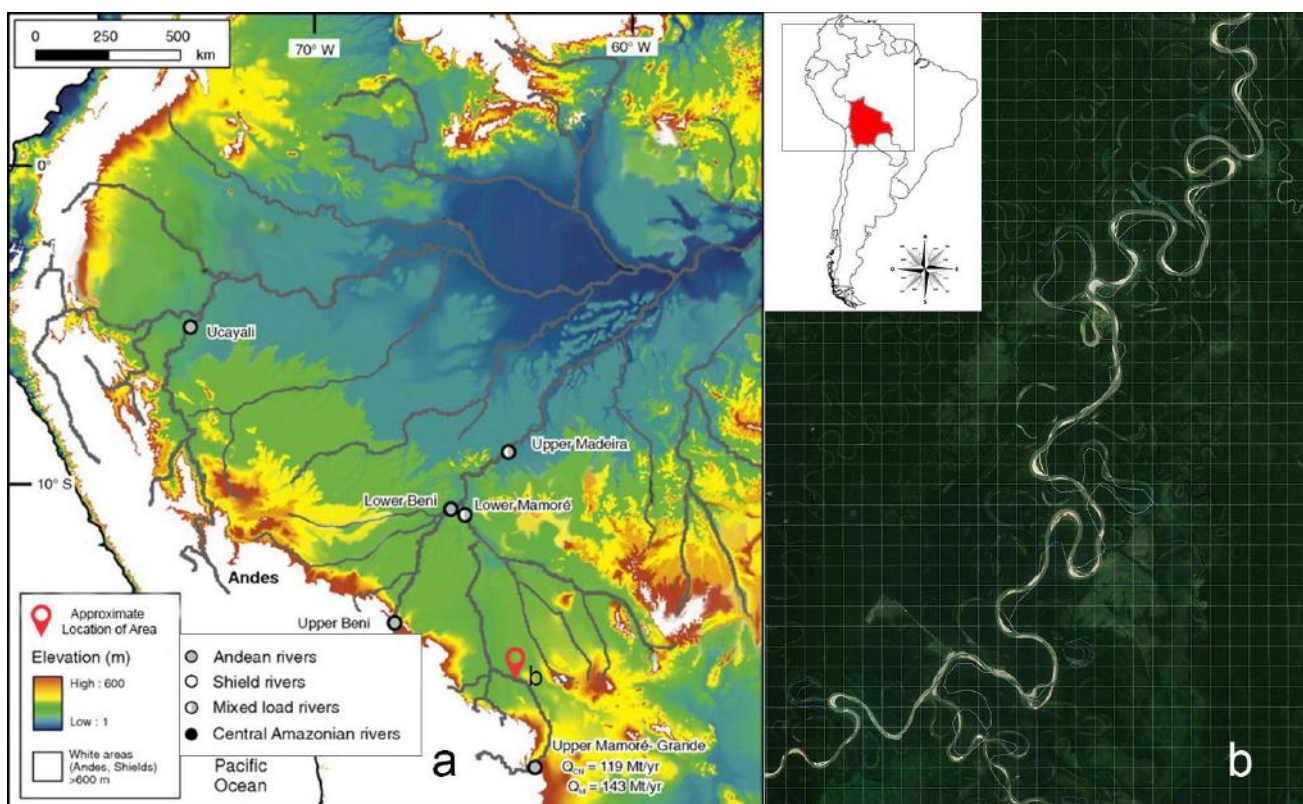 0 250 500
km
70° W
60° W
0°
10° S
Ucayali
Upper Madeira
Lower Beni
Lower Mamoré
Andes
Upper Beni
b
Approximate
Location of Area
Elevation (m)
High : 600
Low : 1
White areas
(Andes, Shields)
>600 m
Andean rivers
Shield rivers
Mixed load rivers
Central Amazonian rivers
Pacific
Ocean
Upper Mamoré- Grande
Q_CN = 119 Mt/yr
Q_M = 143 Mt/yr
a
b